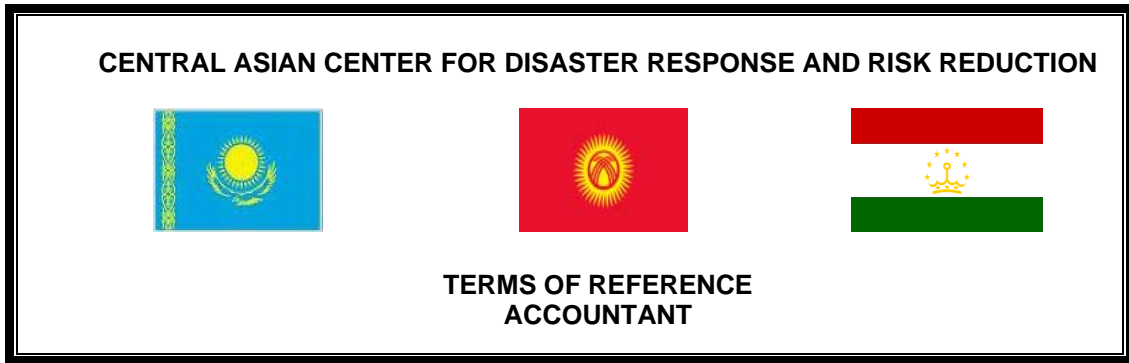 CENTRAL ASIAN CENTER FOR DISASTER RESPONSE AND RISK REDUCTION
TERMS OF REFERENCE
ACCOUNTANT